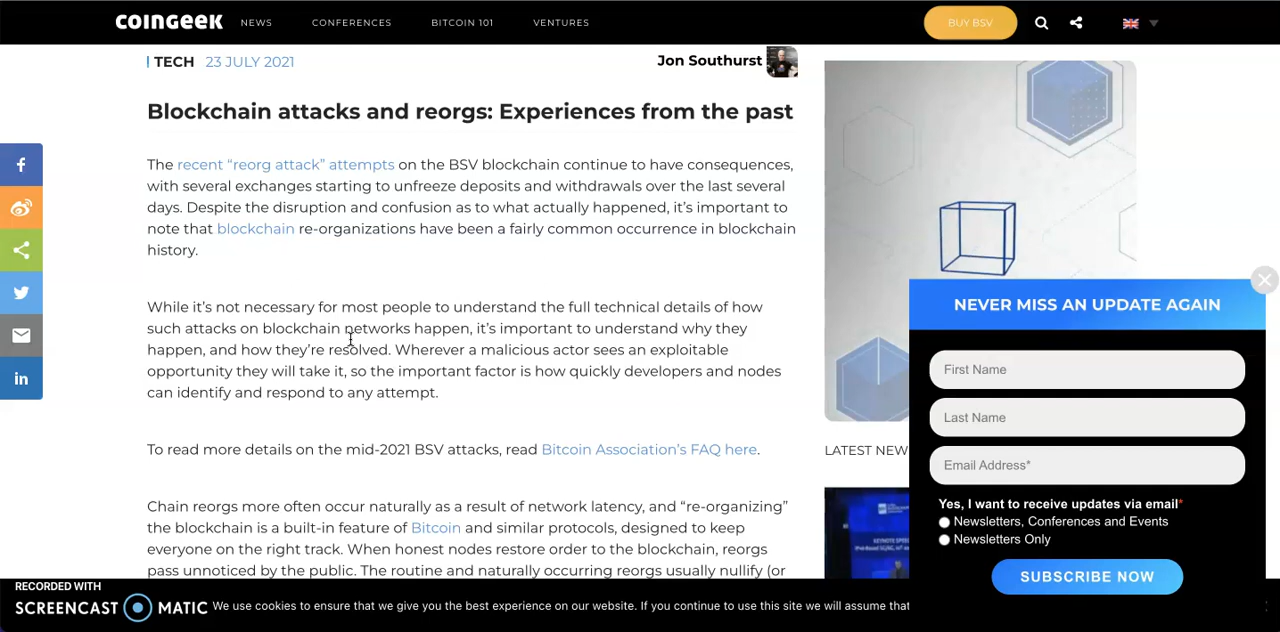 COINGEEK
NEWS
CONFERENCES
BITCOIN 101
VENTURES
BUY BSV
TECH 23 JULY 2021
Jon Southurst
Blockchain attacks and reorgs: Experiences from the past
The recent “reorg attack” attempts on the BSV blockchain continue to have consequences,
with several exchanges starting to unfreeze deposits and withdrawals over the last several
days. Despite the disruption and confusion as to what actually happened, it’s important to
note that blockchain re-organizations have been a fairly common occurrence in blockchain
history.
While it’s not necessary for most people to understand the full technical details of how
such attacks on blockchain networks happen, it’s important to understand why they
happen, and how they’re resolved. Wherever a malicious actor sees an exploitable
opportunity they will take it, so the important factor is how quickly developers and nodes
can identify and respond to any attempt.
To read more details on the mid-2021 BSV attacks, read Bitcoin Association’s FAQ here.
Chain reorgs more often occur naturally as a result of network latency, and “re-organizing”
the blockchain is a built-in feature of Bitcoin and similar protocols, designed to keep
everyone on the right track. When honest nodes restore order to the blockchain, reorgs
pass unnoticed by the public. The routine and naturally occurring reorgs usually nullify (or
LATEST NEW
NEVER MISS AN UPDATE AGAIN
First Name
Last Name
Email Address*
Yes, I want to receive updates via email*
Newsletters, Conferences and Events
Newsletters Only
SUBSCRIBE NOW
RECORDED WITH
SCREENCAST MATIC
We use cookies to ensure that we give you the best experience on our website. If you continue to use this site we will assume that